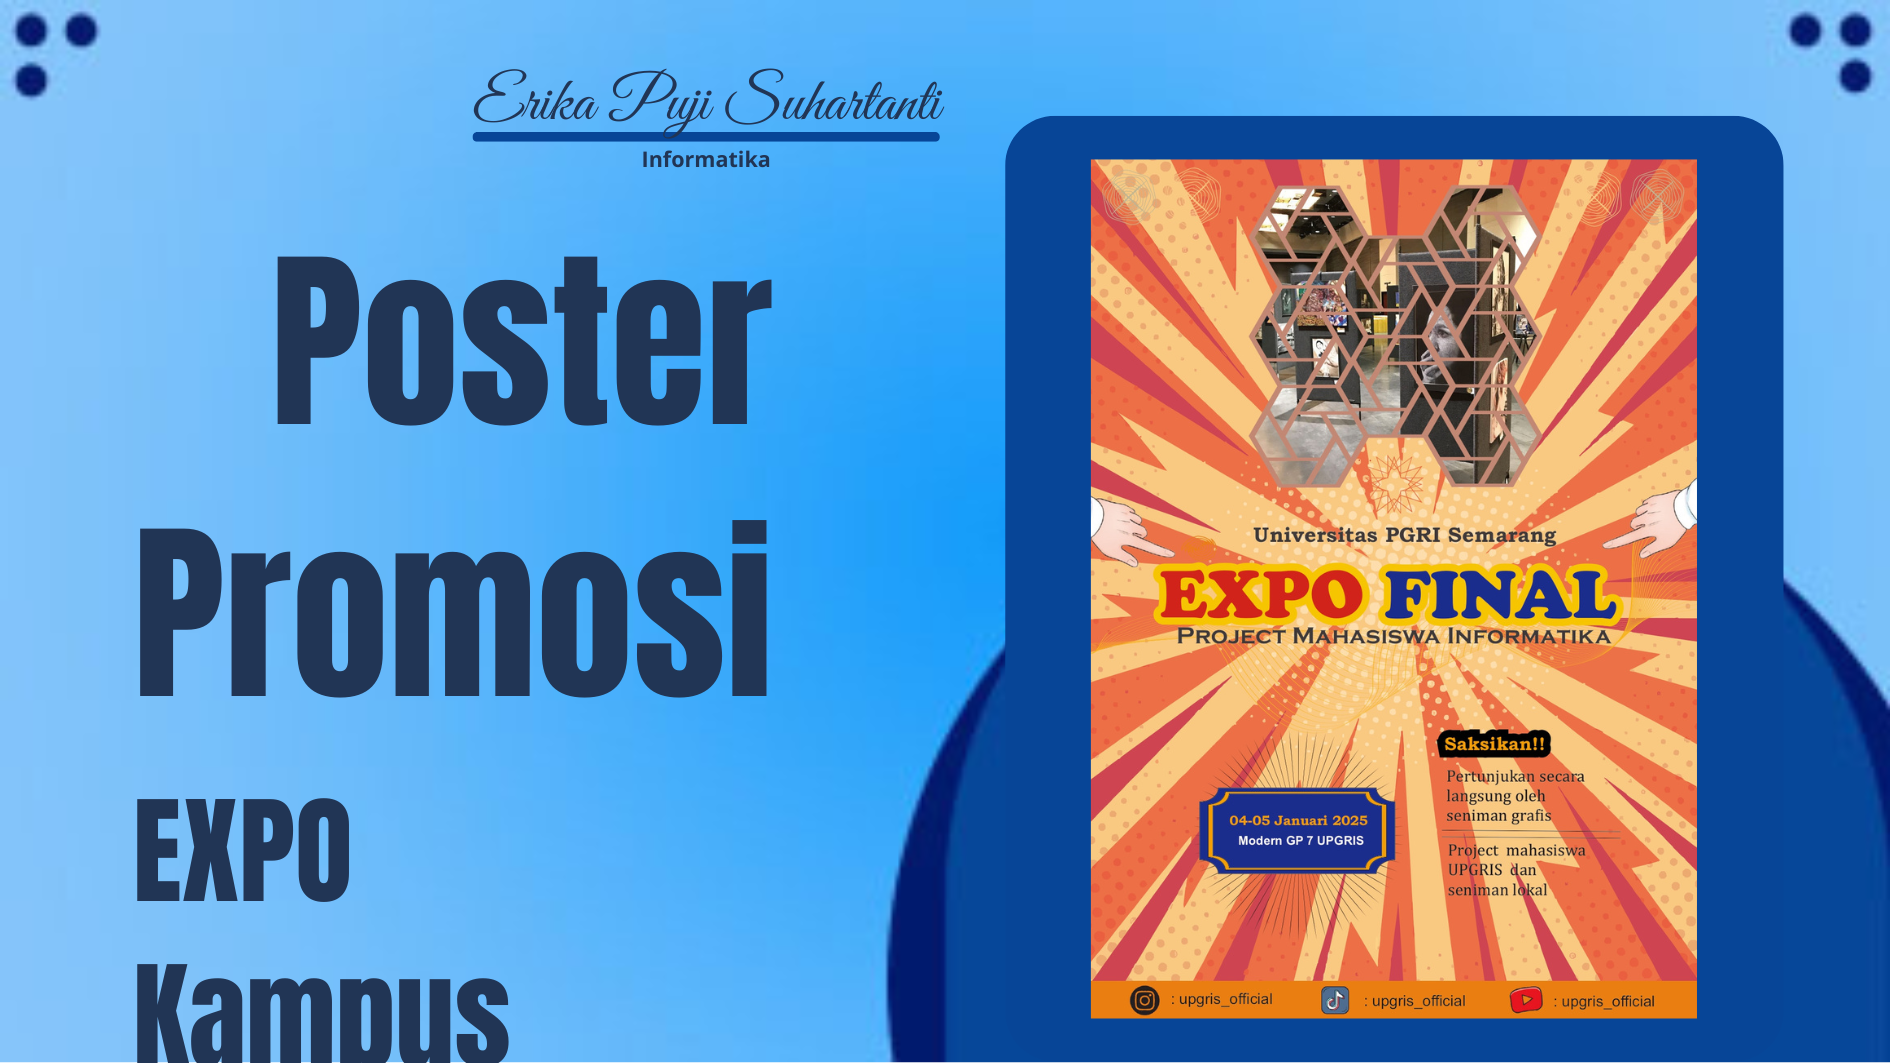 Erika Puji Suhartanti
Informatika
Poster
Promosi
EXPO
Kampus
Universitas PGRI Semarang
EXPO FINAL
PROJECT MAHASISWA INFORMATIKA
Saksikan!!
Pertunjukan secara
langsung oleh
seniman grafis
Project mahasiswa
UPGRIS dan
seniman lokal
04-05 Januari 2025
Modern GP 7 UPGRIS
: upgris_official
: upgris_official
: upgris_official